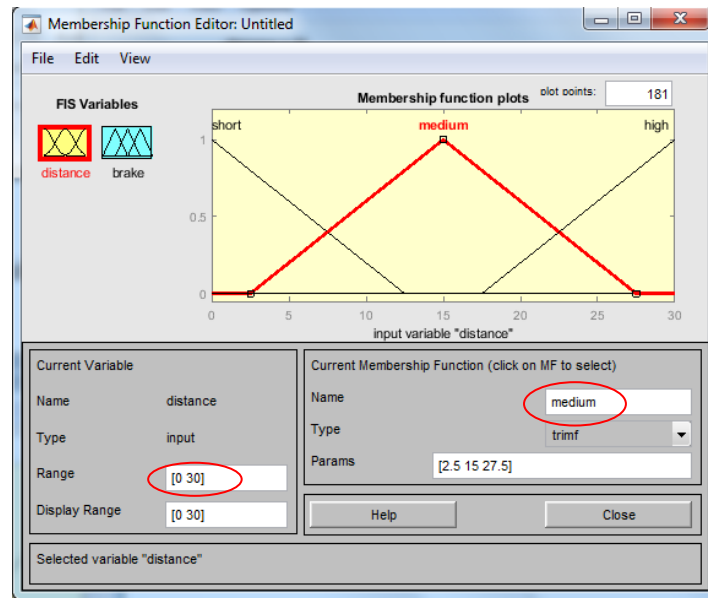 Membership Function Editor: Untitled
File Edit View
FIS Variables
distance brake
Membership function plots plot points: 181
short medium high
1
0.5
0
0 5 10 15 20 25 30
input variable "distance"
Current Variable
Name distance
Type input
Range [0 30]
Display Range [0 30]
Current Membership Function (click on MF to select)
Name medium
Type trimf
Params [2.5 15 27.5]
Help Close
Selected variable "distance"